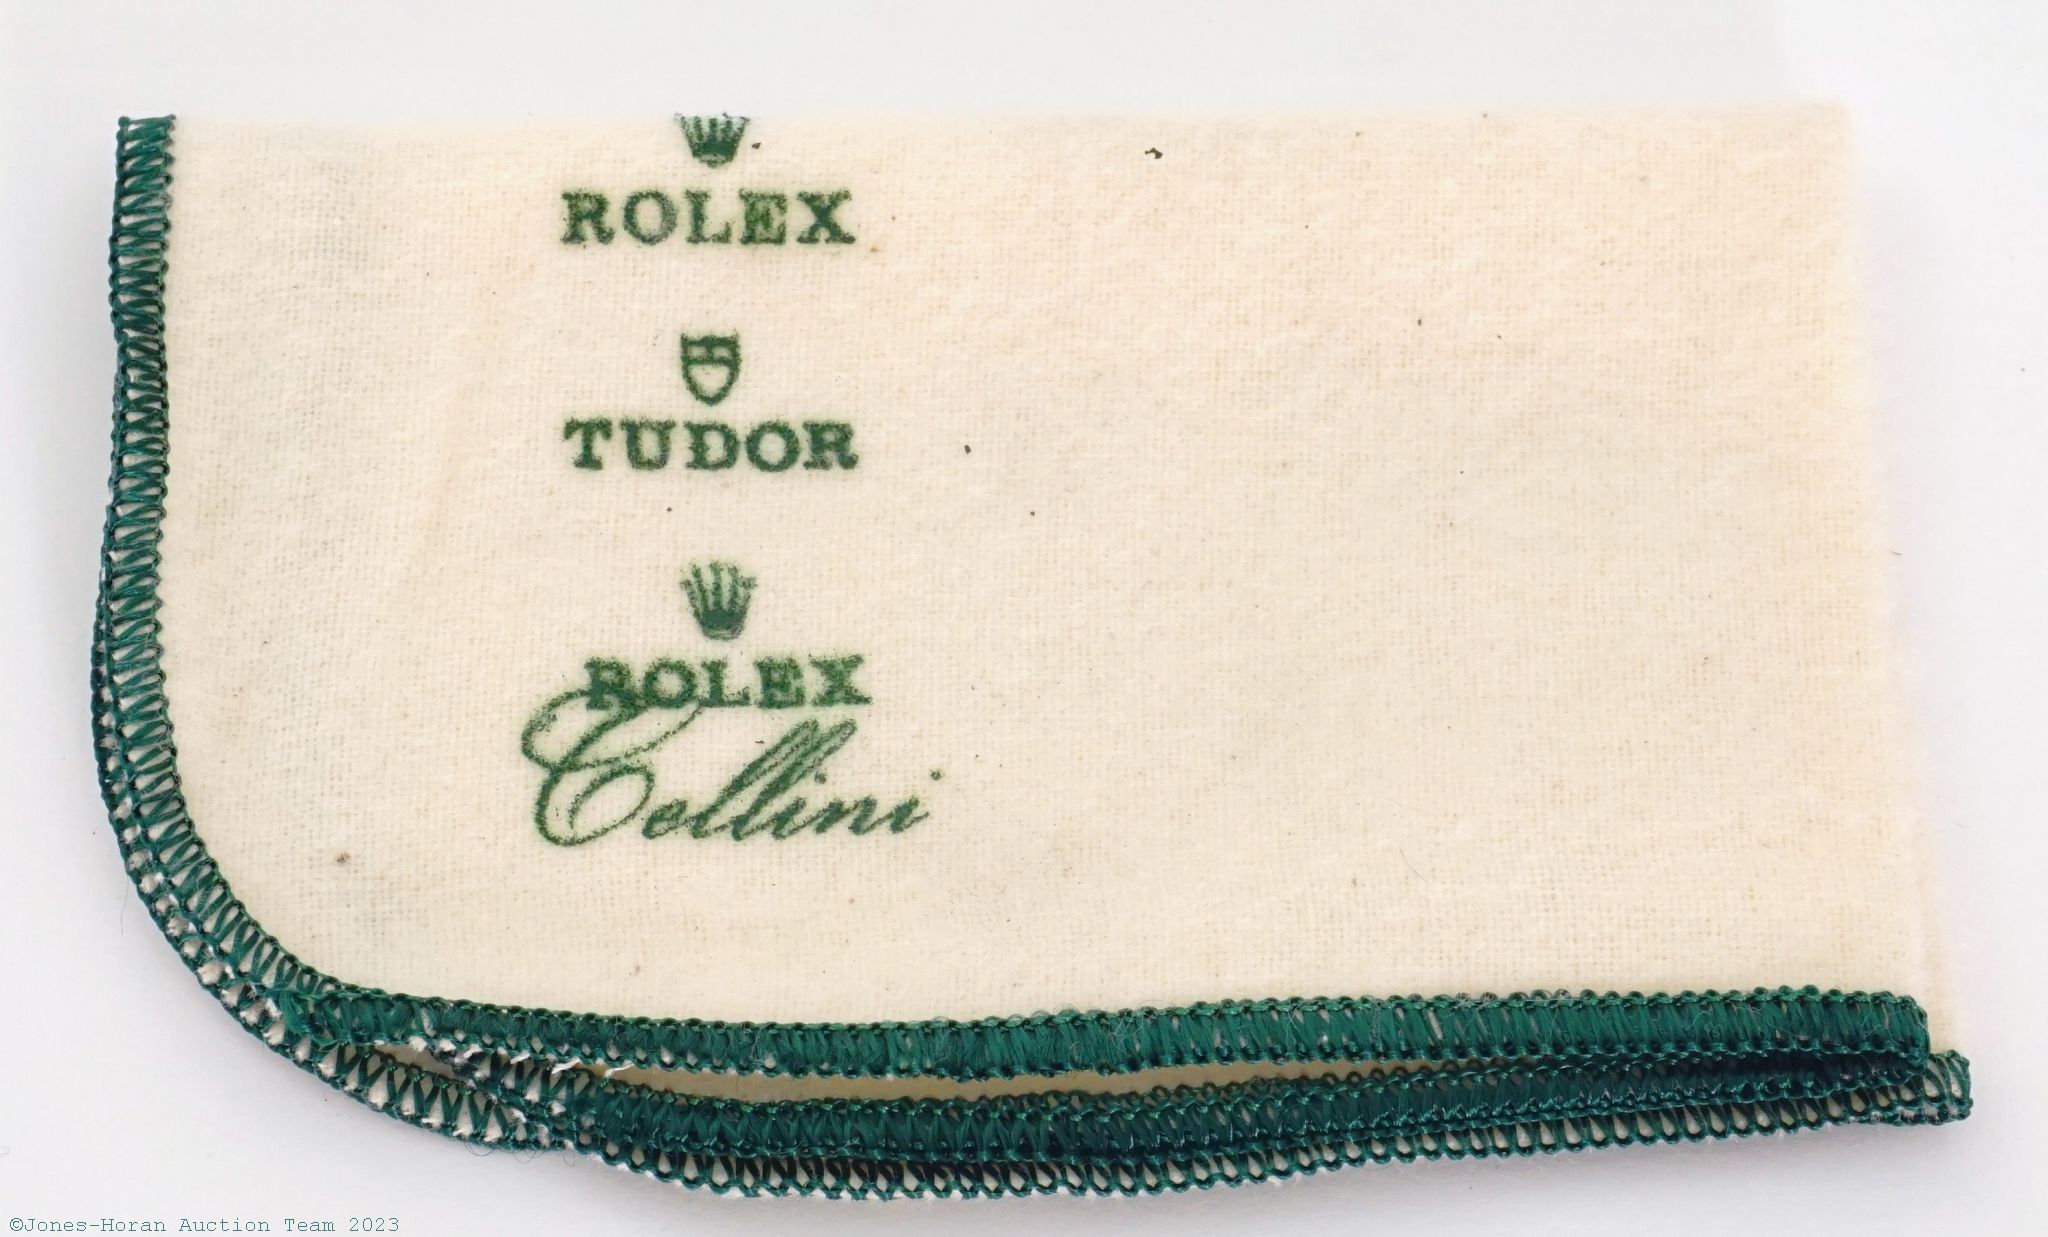 ROLEX
TUDOR
ROLEX
Cellini
©Jones-Horan Auction Team 2023